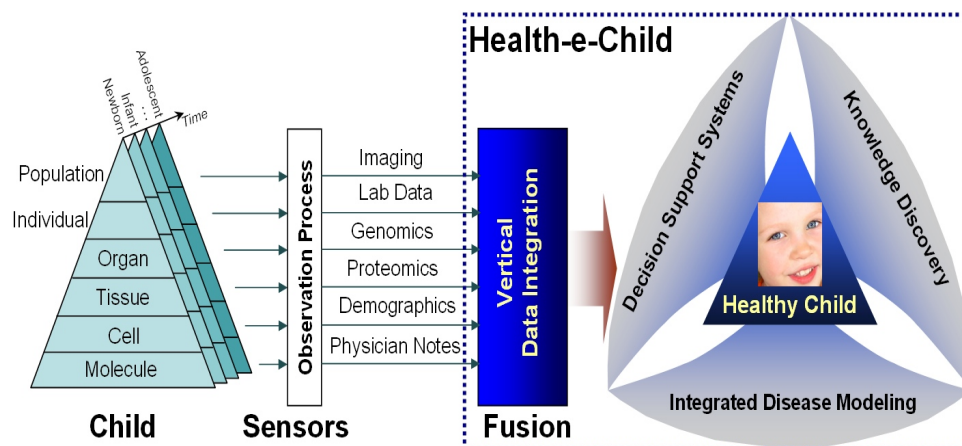 Health-e-Child
Newborn
Infant
...
Adolescent
Time
Population
Individual
Organ
Tissue
Cell
Molecule
Child
Observation Process
Sensors
Imaging
Lab Data
Genomics
Proteomics
Demographics
Physician Notes
Vertical
Data Integration
Fusion
Decision Support Systems
Knowledge Discovery
Healthy Child
Integrated Disease Modeling